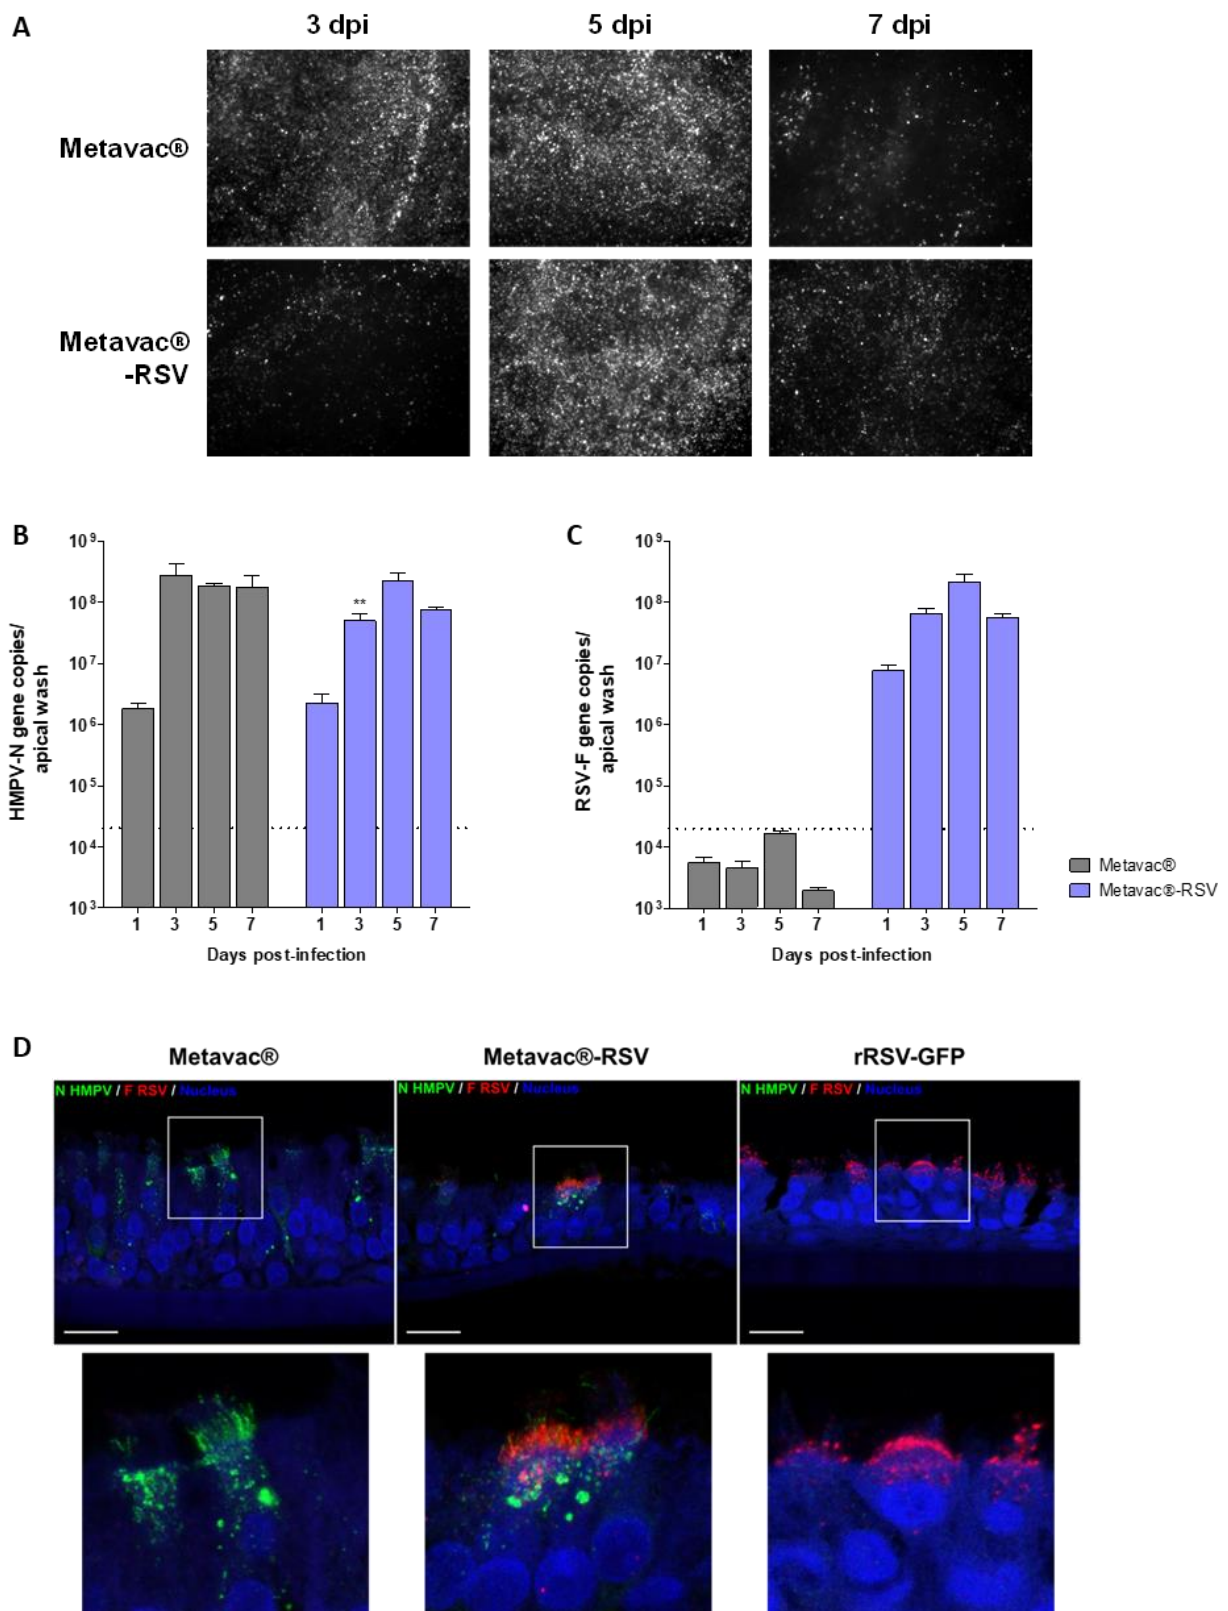 A
3 dpi
5 dpi
7 dpi
Metavac®
Metavac®
-RSV
B
HMPV-N gene copies/
apical wash
10⁹
10⁸
10⁷
10⁶
10⁵
10⁴
10³
**
1 3 5 7 1 3 5 7
Days post-infection
C
RSV-F gene copies/
apical wash
10⁹
10⁸
10⁷
10⁶
10⁵
10⁴
10³
1 3 5 7 1 3 5 7
Days post-infection
Metavac®
Metavac®-RSV
D
Metavac®
Metavac®-RSV
rRSV-GFP
N HMPV / F RSV / Nucleus
N HMPV / F RSV / Nucleus
N HMPV / F RSV / Nucleus